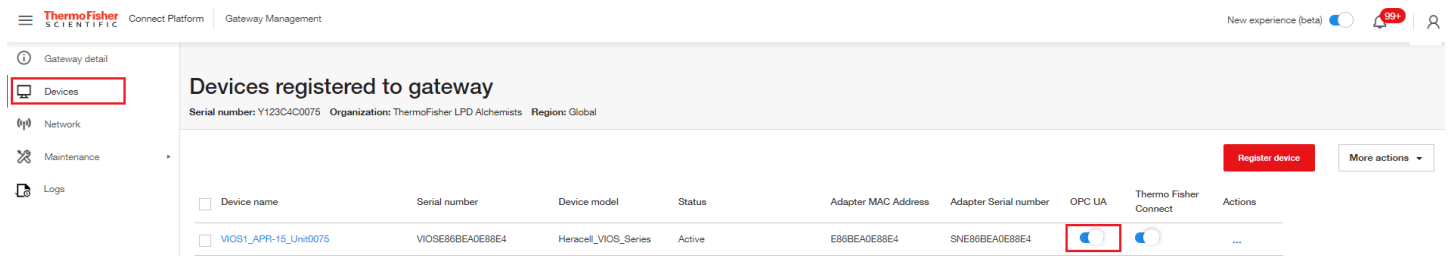 ThermoFisher
SCIENTIFIC
Connect Platform
Gateway Management
New experience (beta)
99+
Gateway detail
Devices
Network
Maintenance
Logs
Devices registered to gateway
Serial number: Y123C4C0075 Organization: ThermoFisher LPD Alchemists Region: Global
Register device
More actions
Device name Serial number Device model Status Adapter MAC Address Adapter Serial number OPC UA Thermo Fisher Connect Actions
VIOS1_APR-15_Unit0075 VIOSE86BEA0E88E4 Heracell_VIOS_Series Active E86BEA0E88E4 SNE86BEA0E88E4 ...